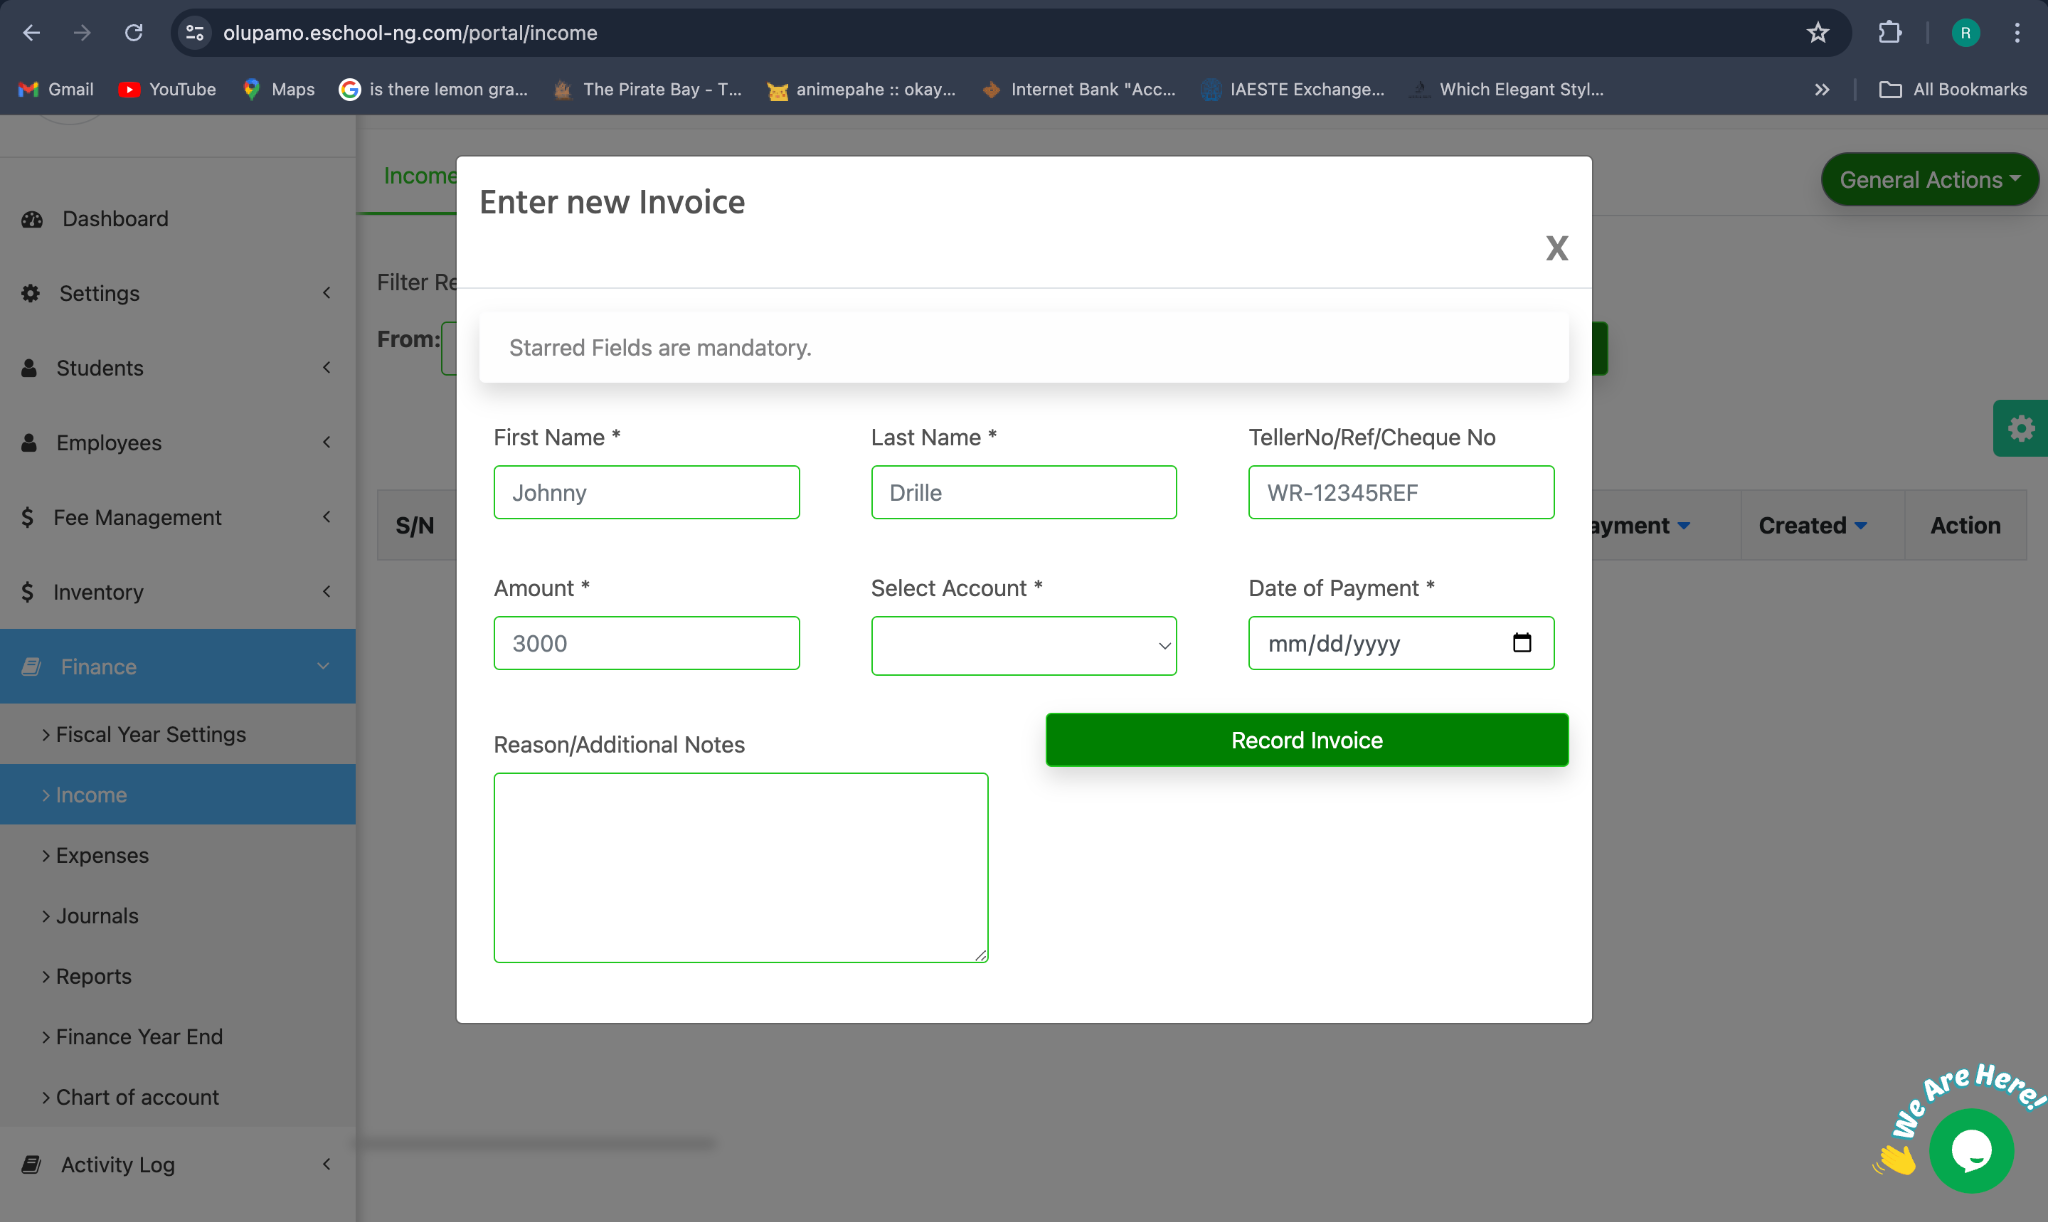 olupamo.eschool-ng.com/portal/income
R
Gmail
YouTube
Maps
is there lemon gra...
The Pirate Bay - T...
animepahe :: okay...
Internet Bank "Acc...
IAESTE Exchange...
Which Elegant Styl...
All Bookmarks
Dashboard
Settings
Students
Employees
Fee Management
Inventory
Finance
Fiscal Year Settings
Income
Expenses
Journals
Reports
Finance Year End
Chart of account
Activity Log
Income
General Actions
Filter Re
From:
S/N
ayment
Created
Action
Enter new Invoice
X
Starred Fields are mandatory.
First Name *
Last Name *
TellerNo/Ref/Cheque No
Johnny
Drille
WR-12345REF
Amount *
Select Account *
Date of Payment *
3000
mm/dd/yyyy
Reason/Additional Notes
Record Invoice
We Are Here!